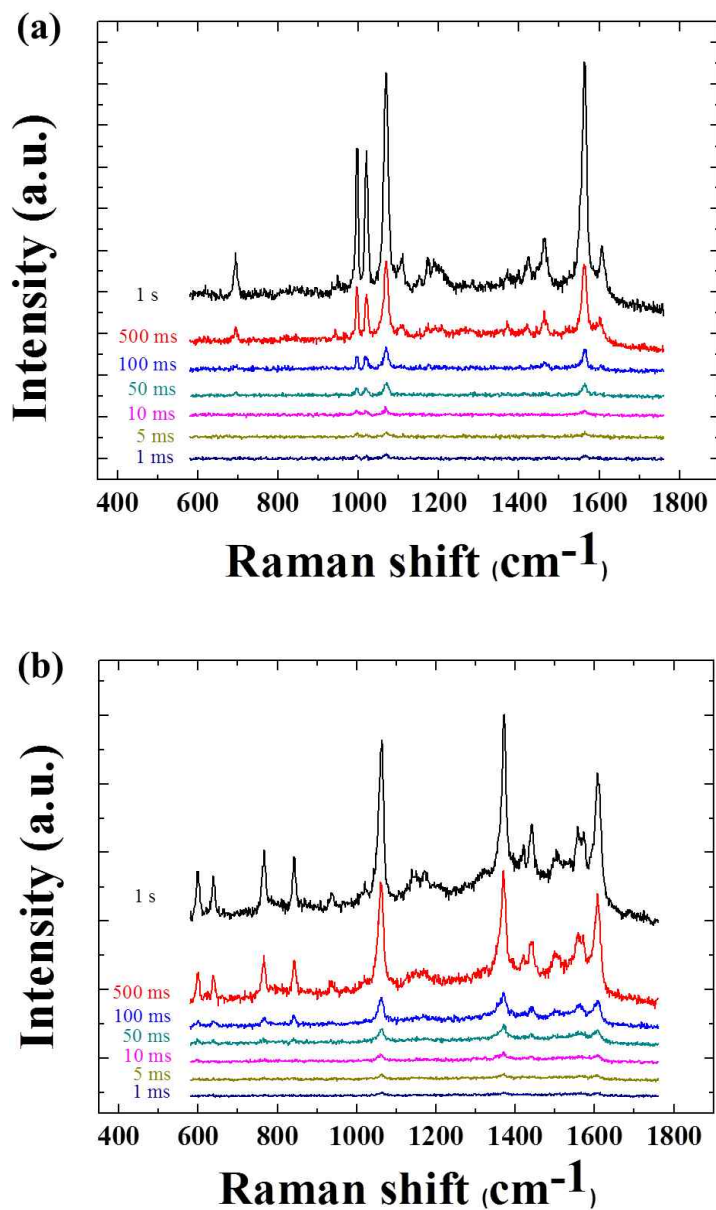 (a)
Intensity (a.u.)
1 s
500 ms
100 ms
50 ms
10 ms
5 ms
1 ms
400 600 800 1000 1200 1400 1600 1800
Raman shift (cm-1)
(b)
Intensity (a.u.)
1 s
500 ms
100 ms
50 ms
10 ms
5 ms
1 ms
400 600 800 1000 1200 1400 1600 1800
Raman shift (cm-1)